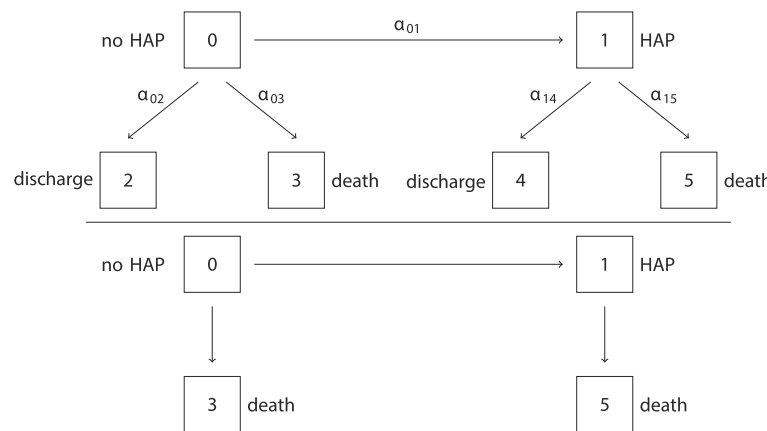 α01
no HAP 0 1 HAP
α02 α03 α14 α15
discharge 2 3 death discharge 4 5 death
no HAP 0 1 HAP
3 death 5 death